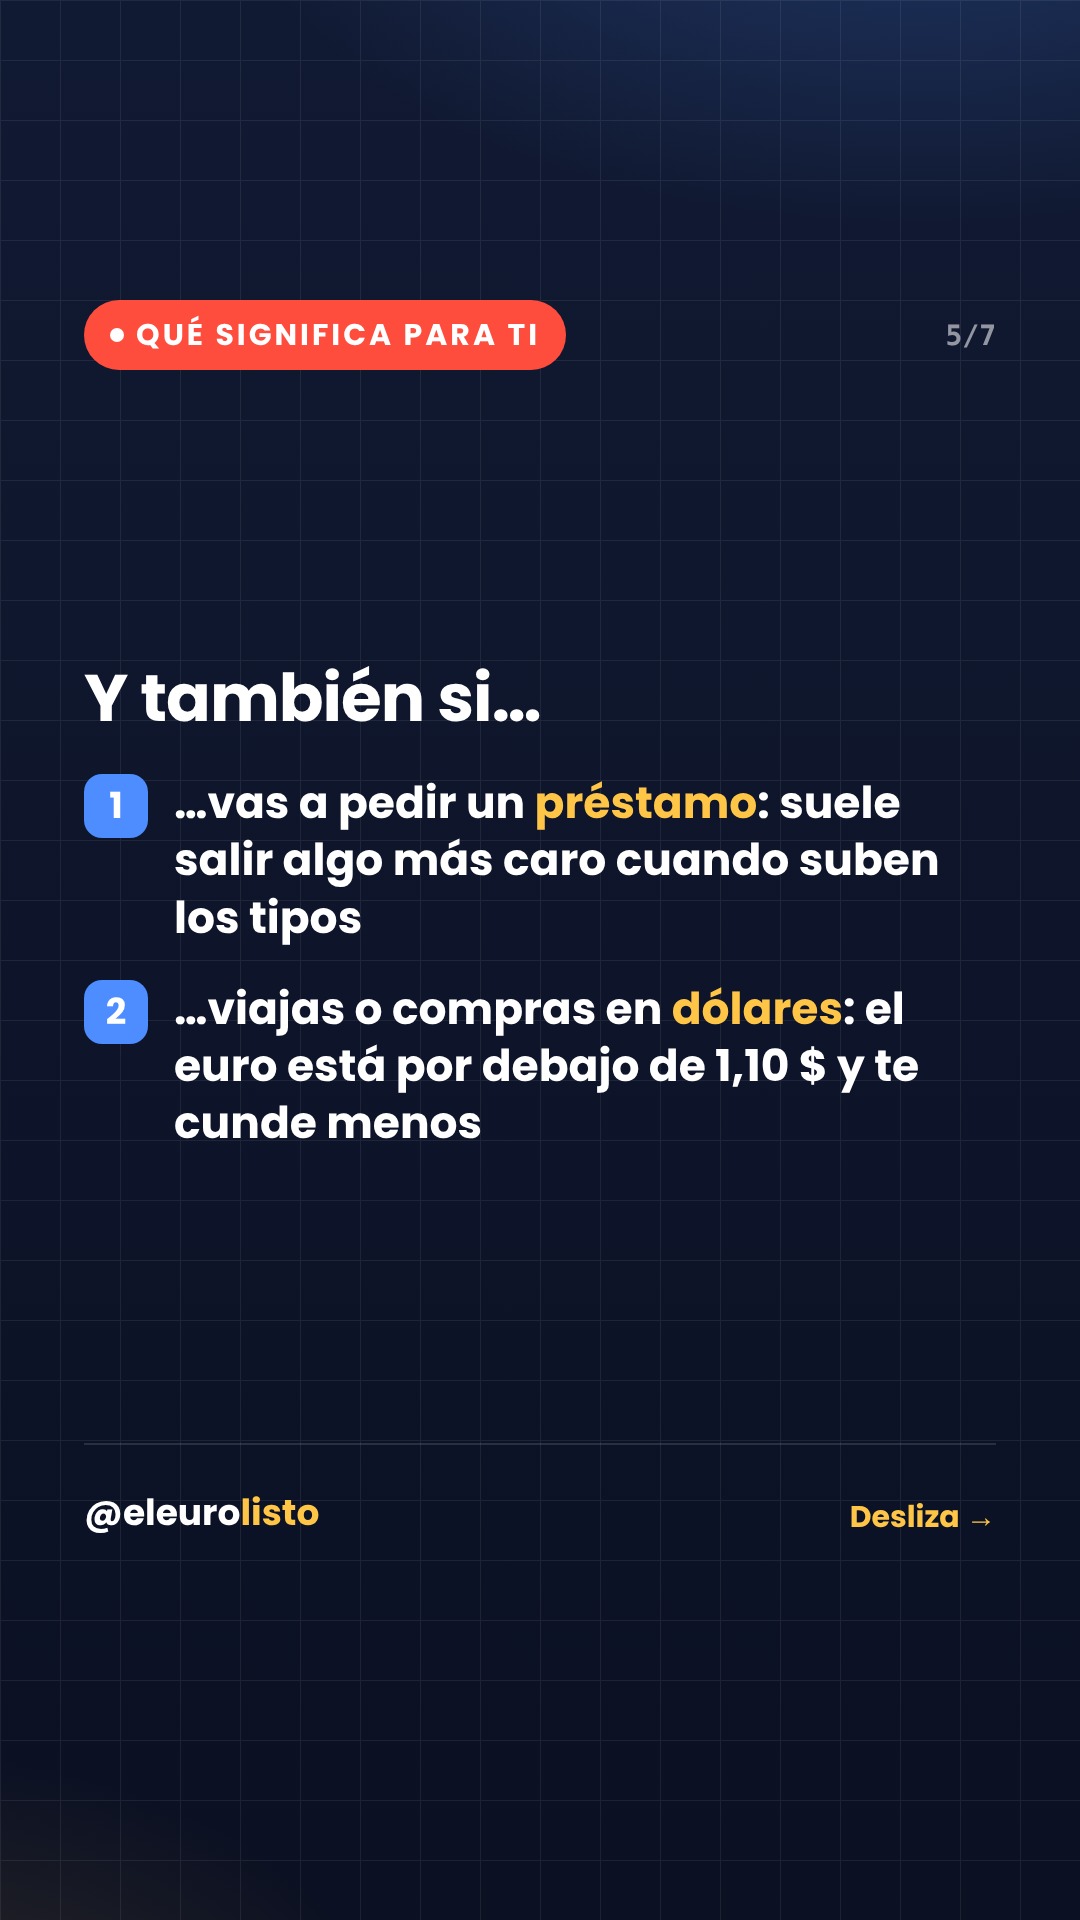 QUÉ SIGNIFICA PARA TI
5/7
Y también si...
1
...vas a pedir un préstamo: suele
salir algo más caro cuando suben
los tipos
2
...viajas o compras en dólares: el
euro está por debajo de 1,10 $ y te
cunde menos
@eleurolisto
Desliza →